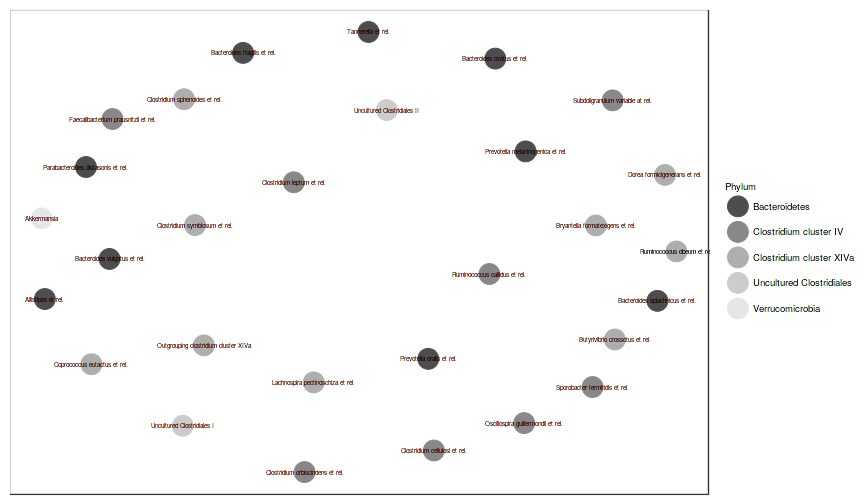 Tannerella et rel.
Bacteroides fragilis et rel.
Bacteroides ovatus et rel.
Clostridium sphenoides et rel.
Uncultured Clostridiales II
Subdoligranulum variable at rel.
Faecalibacterium prausnitzii et rel.
Prevotella melaninogenica et rel.
Parabacteroides distasonis et rel.
Dorea formicigenerans et rel.
Clostridium leptum et rel.
Phylum
Bacteroidetes
Akkermansia
Clostridium symbiosum et rel.
Bryantella formatexigens et rel.
Clostridium cluster IV
Ruminococcus obeum et re
Bacteroides vulgatus et rel.
Clostridium cluster XIVa
Ruminococcus callidus et rel.
Uncultured Clostridiales
Alistipes et rel.
Bacteroides splachnicus et rel.
Verrucomicrobia
Butyrivibrio crossotus et rel.
Outgrouping clostridium cluster XIVa
Prevotella oralis et rel.
Coprococcus eutactus et rel.
Lachnospira pectinoschiza et rel.
Sporobacter termitidis et rel.
Oscillospira guillermondii et rel.
Uncultured Clostridiales I
Clostridium cellulosi et rel.
Clostridium orbiscindens et rel.